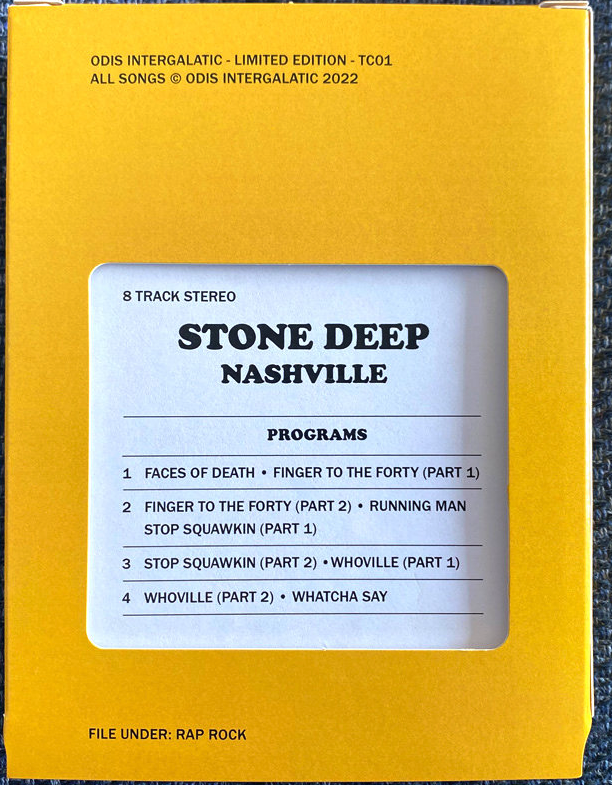 ODIS INTERGALATIC - LIMITED EDITION - TC01
ALL SONGS © ODIS INTERGALATIC 2022
8 TRACK STEREO
STONE DEEP
NASHVILLE
PROGRAMS
1 FACES OF DEATH • FINGER TO THE FORTY (PART 1)
2 FINGER TO THE FORTY (PART 2) • RUNNING MAN
STOP SQUAWKIN (PART 1)
3 STOP SQUAWKIN (PART 2) •WHOVILLE (PART 1)
4 WHOVILLE (PART 2) • WHATCHA SAY
FILE UNDER: RAP ROCK